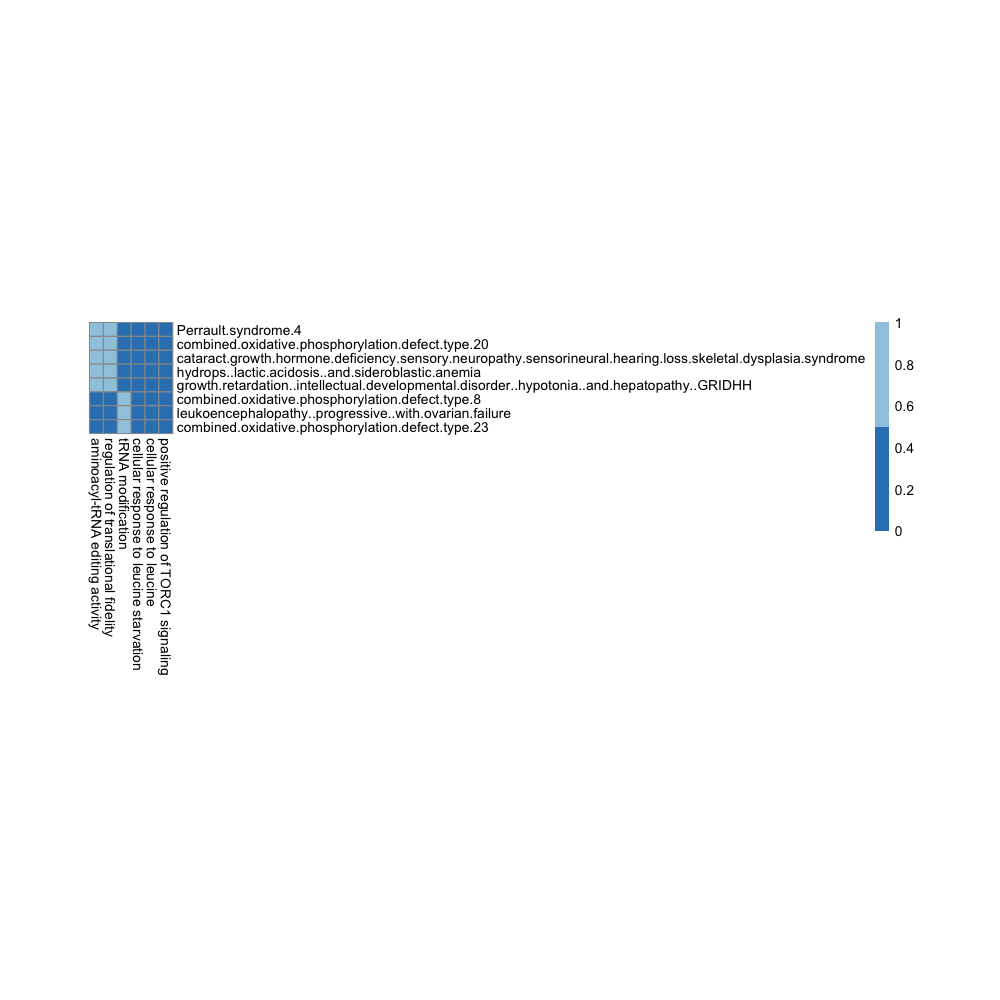 Perrault.syndrome.4
combined.oxidative.phosphorylation.defect.type.20
cataract.growth.hormone.deficiency.sensory.neuropathy.sensorineural.hearing.loss.skeletal.dysplasia.syndrome
hydrops..lactic.acidosis..and.sideroblastic.anemia
growth.retardation..intellectual.developmental.disorder..hypotonia..and.hepatopathy..GRIDHH
combined.oxidative.phosphorylation.defect.type.8
leukoencephalopathy..progressive..with.ovarian.failure
combined.oxidative.phosphorylation.defect.type.23
aminoacyl-tRNA editing activity
regulation of translational fidelity
tRNA modification
cellular response to leucine starvation
cellular response to leucine
positive regulation of TORC1 signaling
1
0.8
0.6
0.4
0.2
0